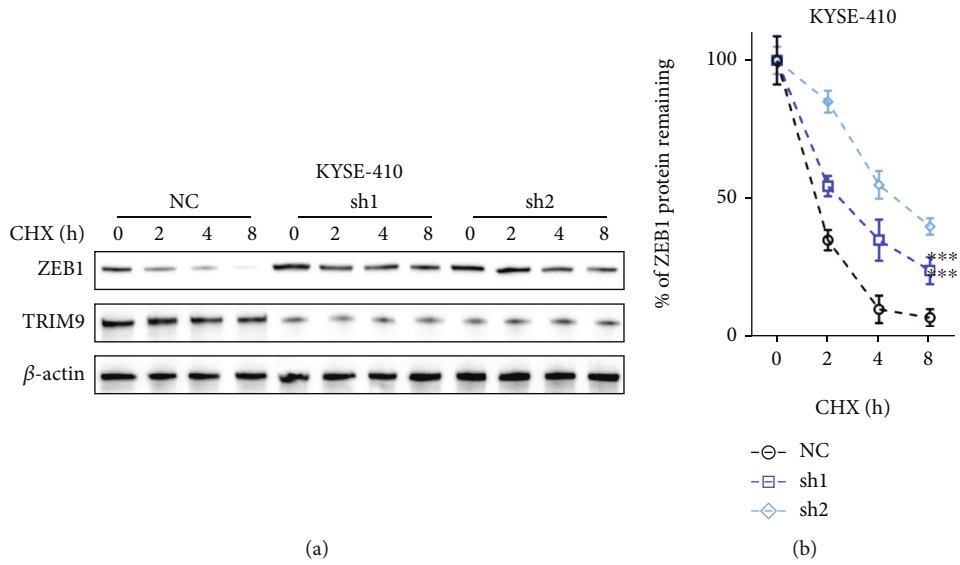 KYSE-410
NC sh1 sh2
CHX (h) 0 2 4 8 0 2 4 8 0 2 4 8
ZEB1
TRIM9
β-actin
(a)
KYSE-410
% of ZEB1 protein remaining
100
50
0
***
***
0 2 4 8
CHX (h)
NC
sh1
sh2
(b)